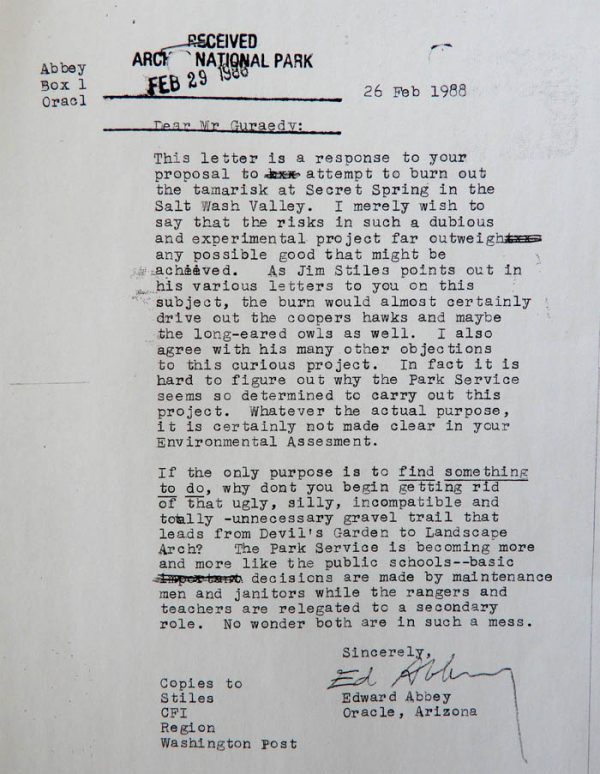 RECEIVED
ARCH NATIONAL PARK
FEB 29 1988
Abbey
Box 1
Oracl
26 Feb 1988
Dear Mr Guraedy:
This letter is a response to your
proposal to attempt to burn out
the tamarisk at Secret Spring in the
Salt Wash Valley.  I merely wish to
say that the risks in such a dubious
and experimental project far outweigh
any possible good that might be
achieved.  As Jim Stiles points out in
his various letters to you on this
subject, the burn would almost certainly
drive out the coopers hawks and maybe
the long-eared owls as well.  I also
agree with his many other objections
to this curious project.  In fact it is
hard to figure out why the Park Service
seems so determined to carry out this
project.  Whatever the actual purpose,
it is certainly not made clear in your
Environmental Assesment.
If the only purpose is to find something
to do, why dont you begin getting rid
of that ugly, silly, incompatible and
totally -unnecessary gravel trail that
leads from Devil's Garden to Landscape
Arch?  The Park Service is becoming more
and more like the public schools--basic
important decisions are made by maintenance
men and janitors while the rangers and
teachers are relegated to a secondary
role.  No wonder both are in such a mess.
Sincerely,
Ed Abbey
Edward Abbey
Oracle, Arizona
Copies to
Stiles
CFI
Region
Washington Post